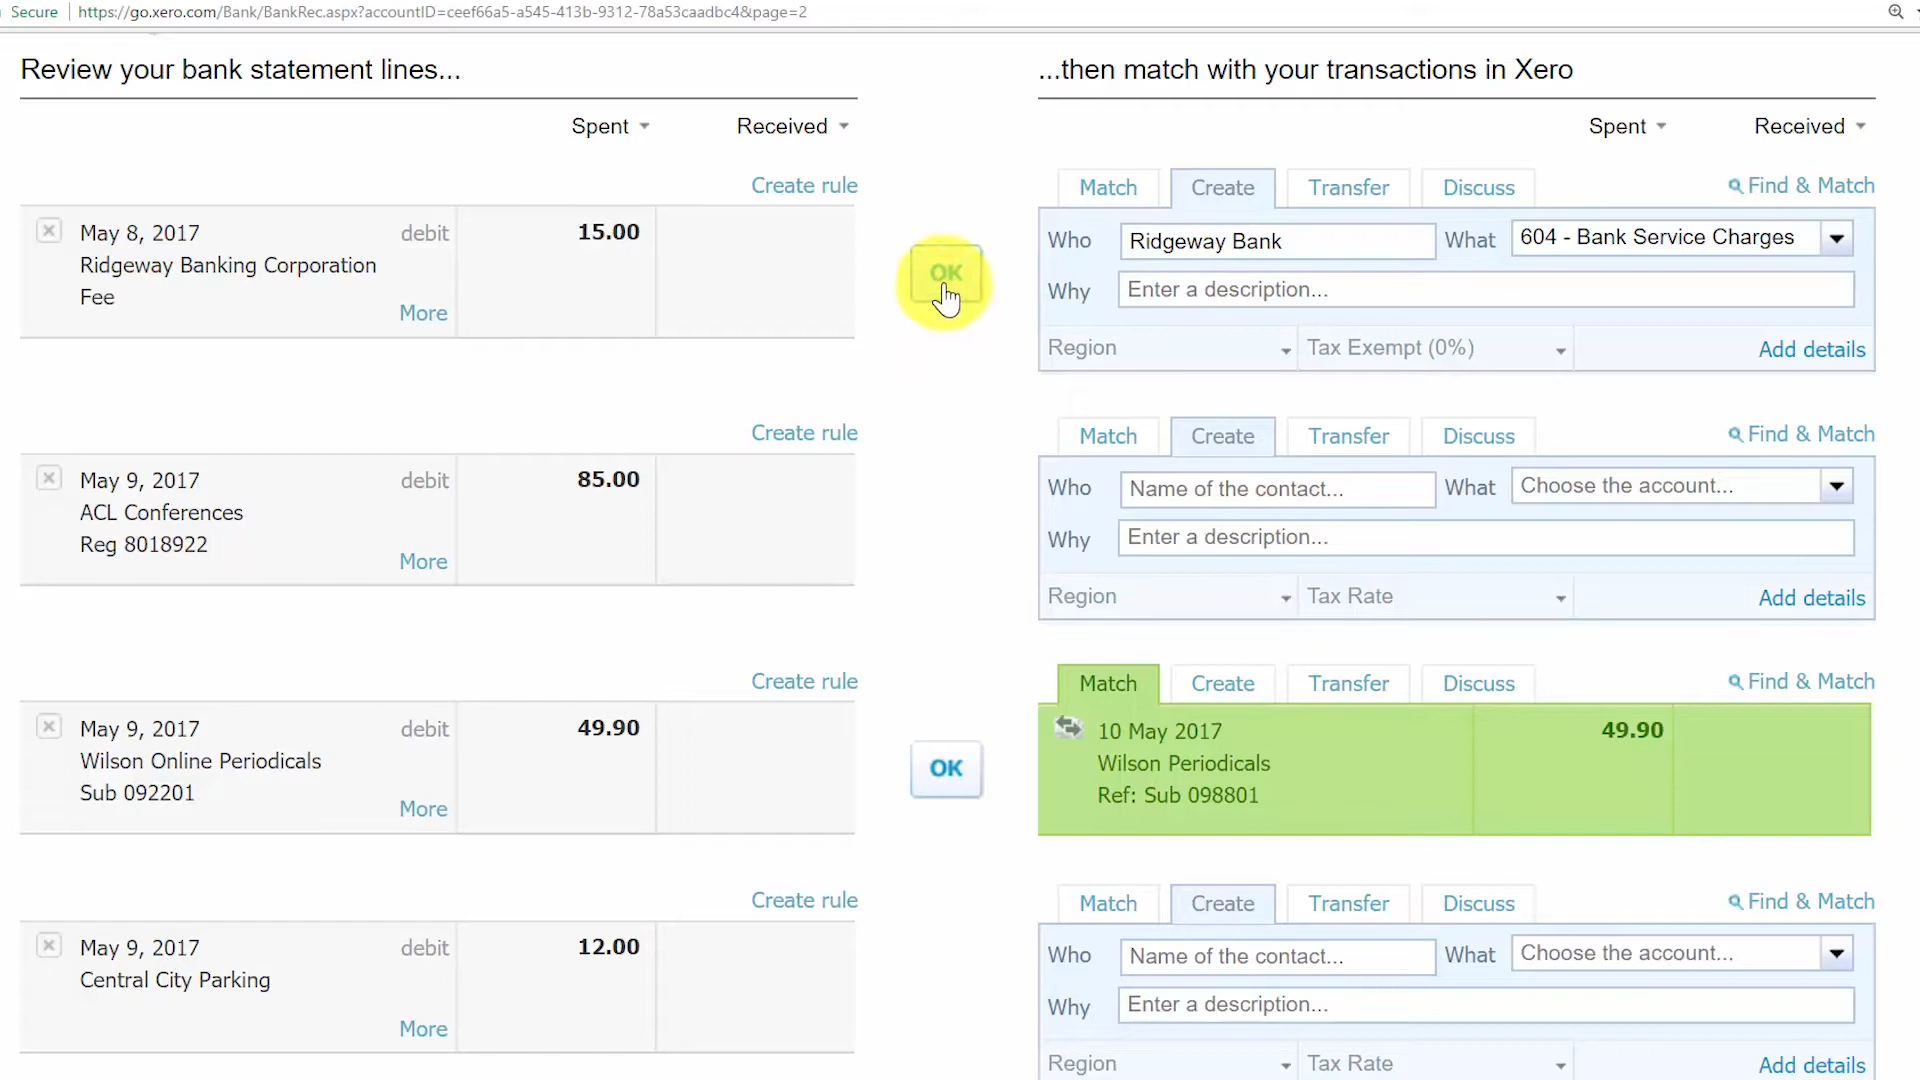 Secure https://go.xero.com/Bank/BankRec.aspx?accountID=ceef66a5-a545-413b-9312-78a53caadbc4&page=2
Review your bank statement lines...
...then match with your transactions in Xero
Spent Received
Spent Received
Create rule
Match Create Transfer Discuss Find & Match
May 8, 2017 debit 15.00
Ridgeway Banking Corporation
Fee
More
OK
Who Ridgeway Bank What 604 - Bank Service Charges
Why Enter a description...
Region Tax Exempt (0%) Add details
Create rule
Match Create Transfer Discuss Find & Match
May 9, 2017 debit 85.00
ACL Conferences
Reg 8018922
More
Who Name of the contact... What Choose the account...
Why Enter a description...
Region Tax Rate Add details
Create rule
Match Create Transfer Discuss Find & Match
May 9, 2017 debit 49.90
Wilson Online Periodicals
Sub 092201
More
OK
10 May 2017 49.90
Wilson Periodicals
Ref: Sub 098801
Create rule
Match Create Transfer Discuss Find & Match
May 9, 2017 debit 12.00
Central City Parking
More
Who Name of the contact... What Choose the account...
Why Enter a description...
Region Tax Rate Add details